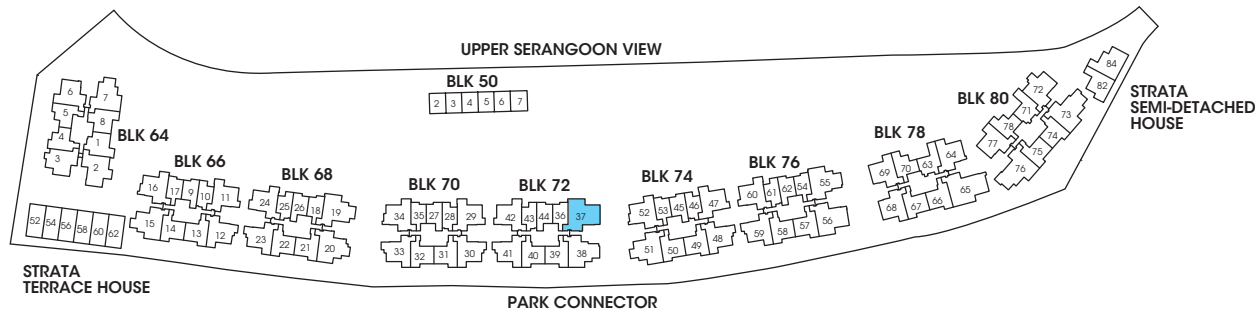 UPPER SERANGOON VIEW
BLK 50
2 3 4 5 6 7
BLK 64
6 7
5 8
4 1
3 2
BLK 66
16 17 9 10 11
15 14 13 12
BLK 68
24 25 26 18 19
23 22 21 20
BLK 70
34 35 27 28 29
33 32 31 30
BLK 72
42 43 44 36 37
41 40 39 38
BLK 74
52 53 45 46 47
51 50 49 48
BLK 76
60 61 62 54 55
59 58 57 56
BLK 78
69 70 63 64
68 67 66 65
BLK 80
72
71 73
78 74
77 75
76
84
82
STRATA
SEMI-DETACHED
HOUSE
52 54 56 58 60 62
STRATA
TERRACE HOUSE
PARK CONNECTOR